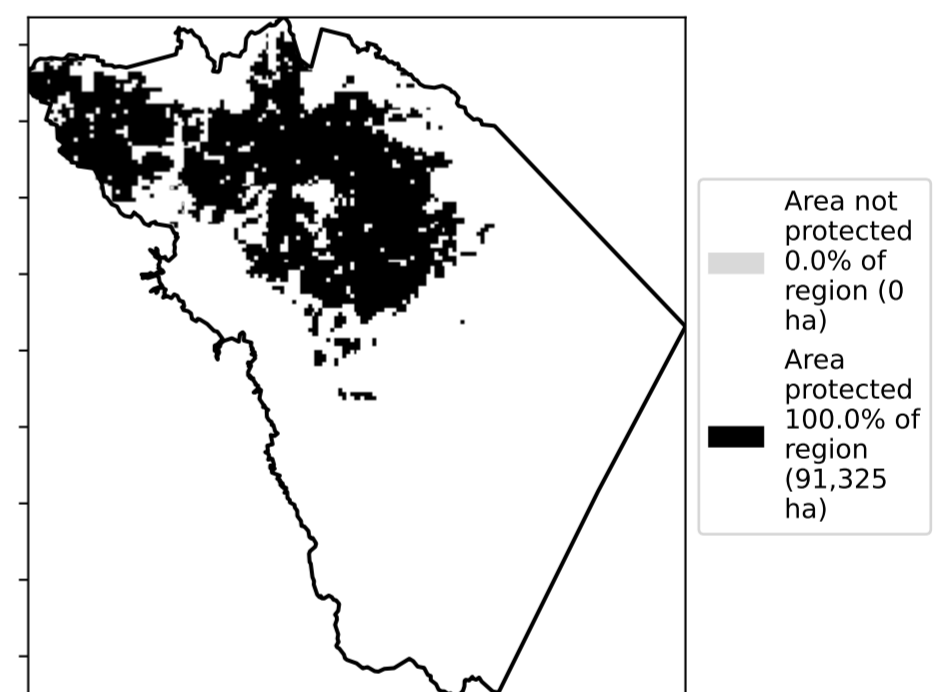 Area not
protected
0.0% of
region (0
ha)
Area
protected
100.0% of
region
(91,325
ha)